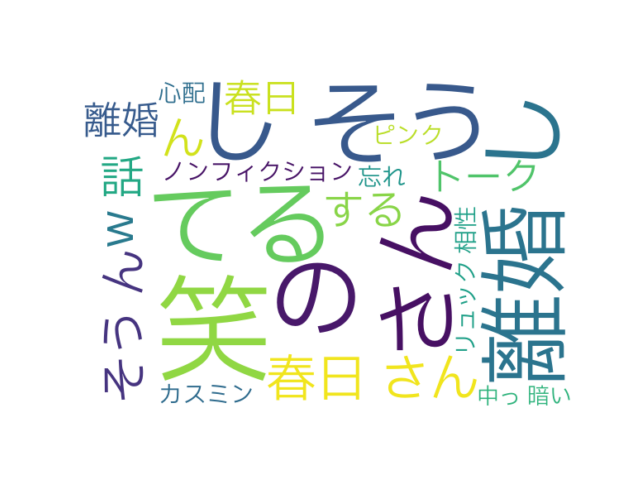 心配
春日
離婚
ん
し
そうし
ピンク
ノンフィクション
忘れ
トーク
話
てる
する
w
の
さん
相性
リュック
離婚
そうん
笑
春日 さん
カスミン
中っ
暗い